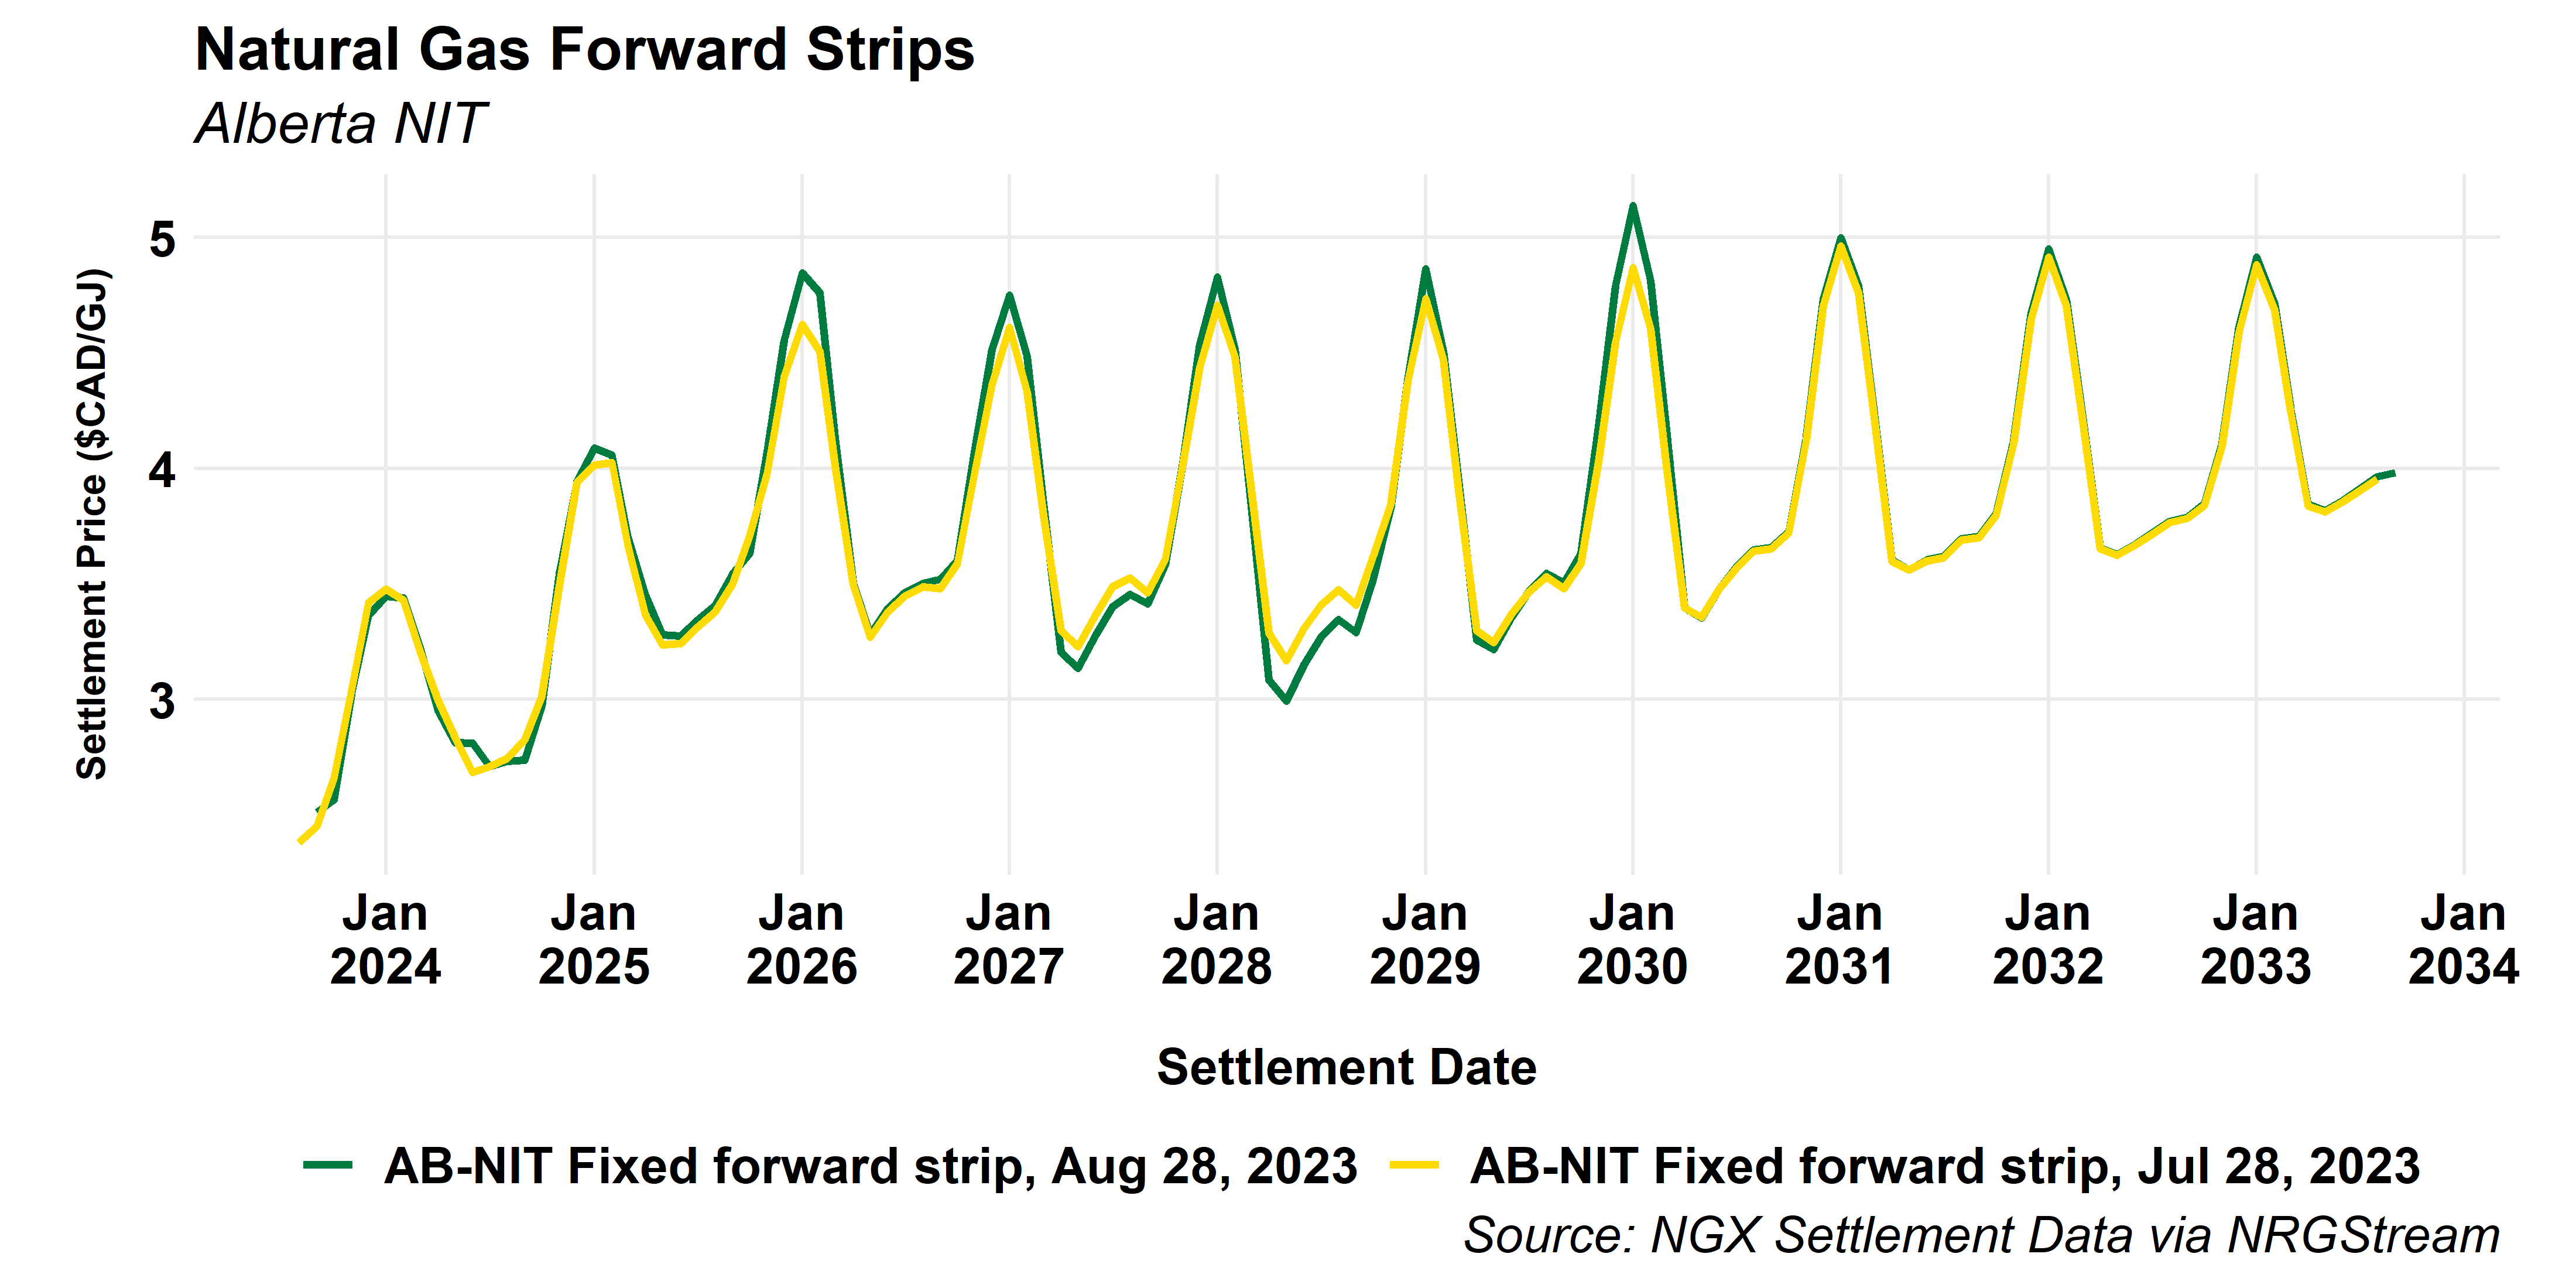 Natural Gas Forward Strips
Alberta NIT
Settlement Price ($CAD/GJ)
5
4
3
Jan 2024
Jan 2025
Jan 2026
Jan 2027
Jan 2028
Jan 2029
Jan 2030
Jan 2031
Jan 2032
Jan 2033
Jan 2034
Settlement Date
AB-NIT Fixed forward strip, Aug 28, 2023
AB-NIT Fixed forward strip, Jul 28, 2023
Source: NGX Settlement Data via NRGStream